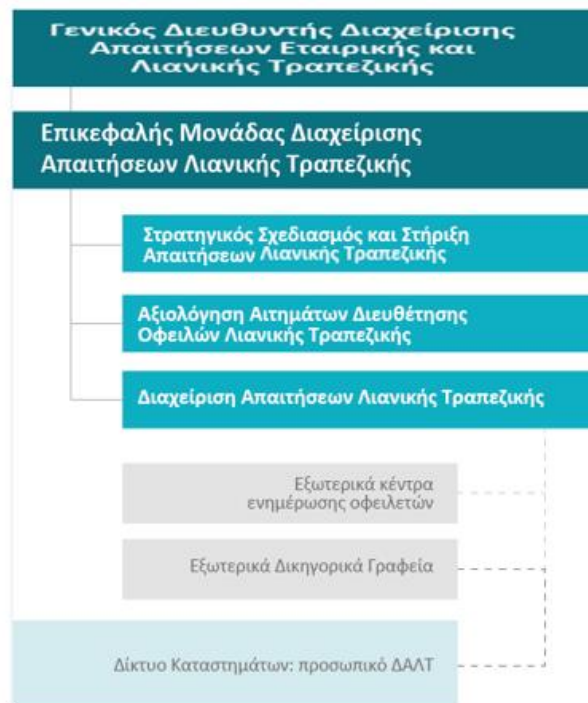 Γενικός Διευθυντής Διαχείρισης
Απαιτήσεων Εταιρικής και
Λιανικής Τραπεζικής
Επικεφαλής Μονάδας Διαχείρισης
Απαιτήσεων Λιανικής Τραπεζικής
Στρατηγικός Σχεδιασμός και Στήριξη
Απαιτήσεων Λιανικής Τραπεζικής
Αξιολόγηση Αιτημάτων Διευθέτησης
Οφειλών Λιανικής Τραπεζικής
Διαχείριση Απαιτήσεων Λιανικής Τραπεζικής
Εξωτερικά κέντρα
ενημέρωσης οφειλετών
Εξωτερικά Δικηγορικά Γραφεία
Δίκτυο Καταστημάτων: προσωπικό ΔΑΛΤ